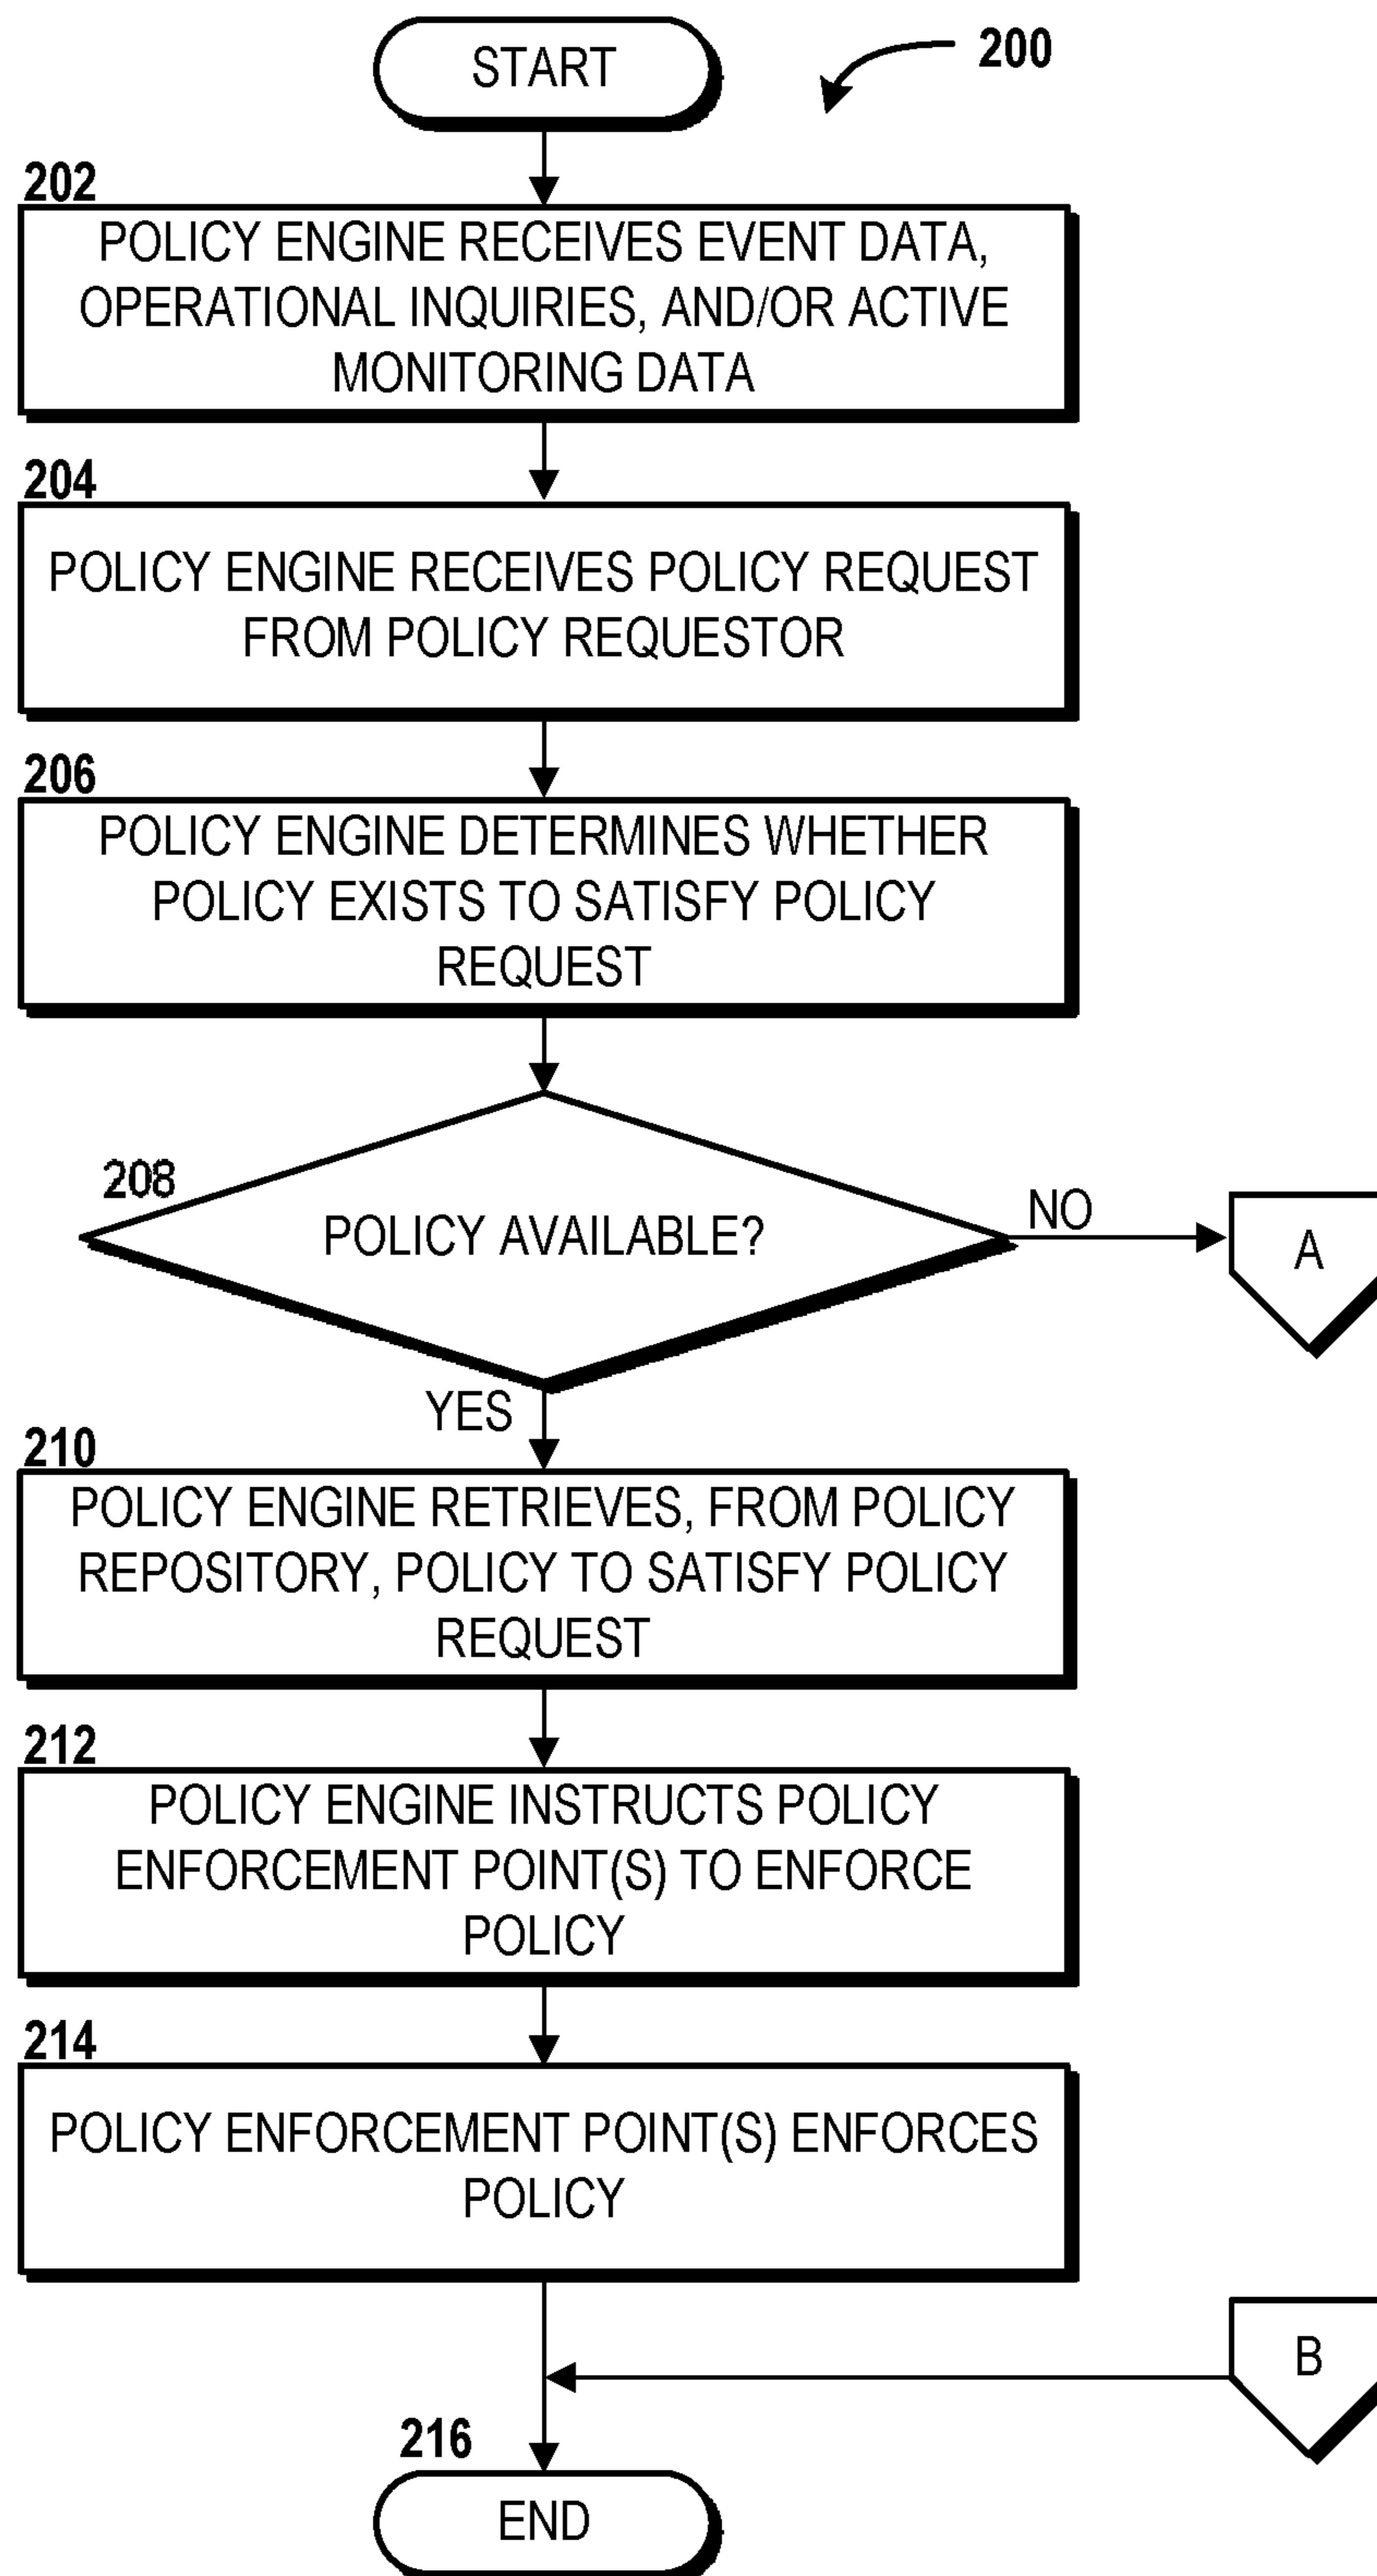 START
200
202
POLICY ENGINE RECEIVES EVENT DATA,
OPERATIONAL INQUIRIES, AND/OR ACTIVE
MONITORING DATA
204
POLICY ENGINE RECEIVES POLICY REQUEST
FROM POLICY REQUESTOR
206
POLICY ENGINE DETERMINES WHETHER
POLICY EXISTS TO SATISFY POLICY
REQUEST
208
POLICY AVAILABLE?
NO
A
YES
210
POLICY ENGINE RETRIEVES, FROM POLICY
REPOSITORY, POLICY TO SATISFY POLICY
REQUEST
212
POLICY ENGINE INSTRUCTS POLICY
ENFORCEMENT POINT(S) TO ENFORCE
POLICY
214
POLICY ENFORCEMENT POINT(S) ENFORCES
POLICY
B
216
END